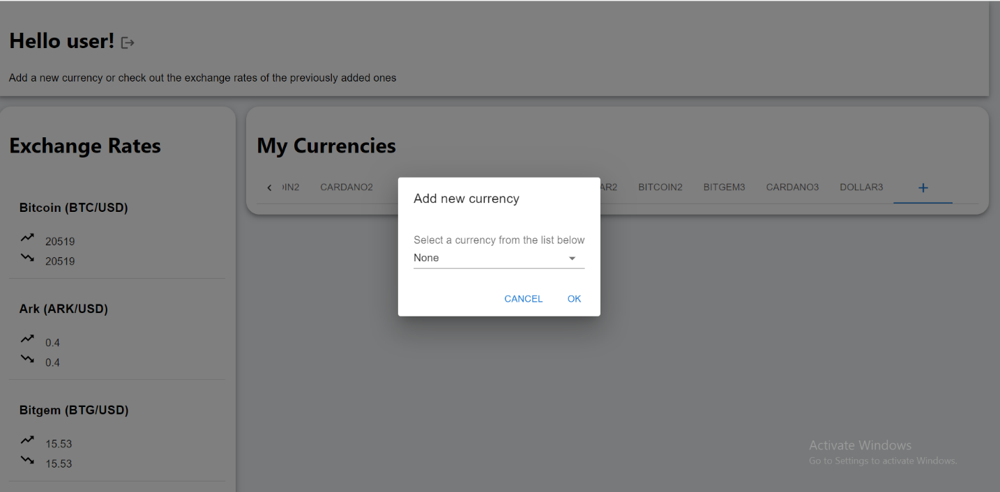 Hello user!
Add a new currency or check out the exchange rates of the previously added ones
Exchange Rates
Bitcoin (BTC/USD)
20519
20519
Ark (ARK/USD)
0.4
0.4
Bitgem (BTG/USD)
15.53
15.53
My Currencies
IN2 CARDANO2 AR2 BITCOIN2 BITGEM3 CARDANO3 DOLLAR3 +
Add new currency
Select a currency from the list below
None
CANCEL OK
Activate Windows
Go to Settings to activate Windows.